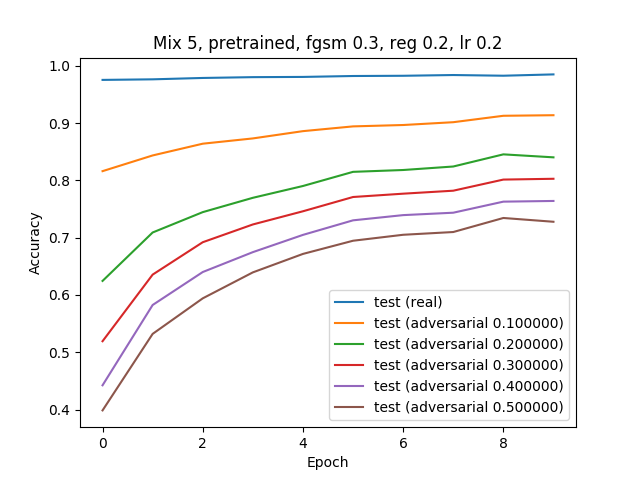 Mix 5, pretrained, fgsm 0.3, reg 0.2, lr 0.2
1.0
0.9
0.8
0.7
0.6
0.5
0.4
Accuracy
test (real)
test (adversarial 0.100000)
test (adversarial 0.200000)
test (adversarial 0.300000)
test (adversarial 0.400000)
test (adversarial 0.500000)
0 2 4 6 8
Epoch